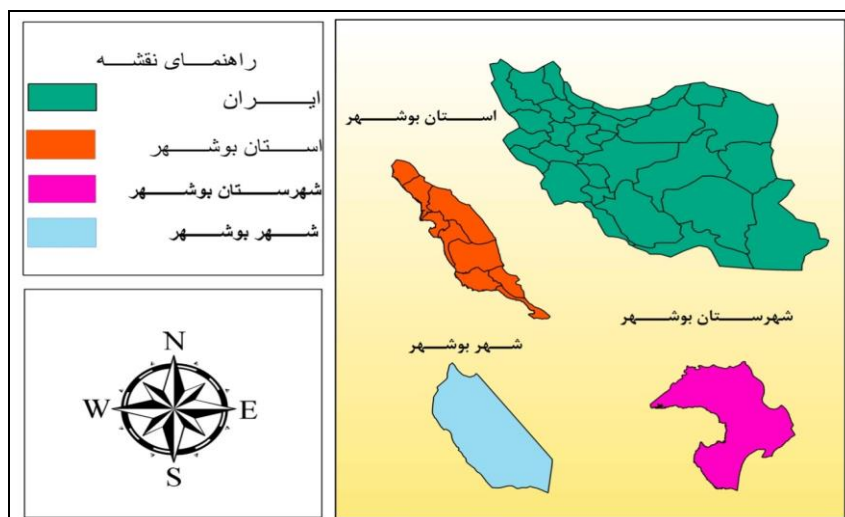 راهنمای نقشه
ایران
استان بوشهر
شهرستان بوشهر
شهر بوشهر
N
W E
S
استان بوشهر
شهرستان بوشهر
شهر بوشهر